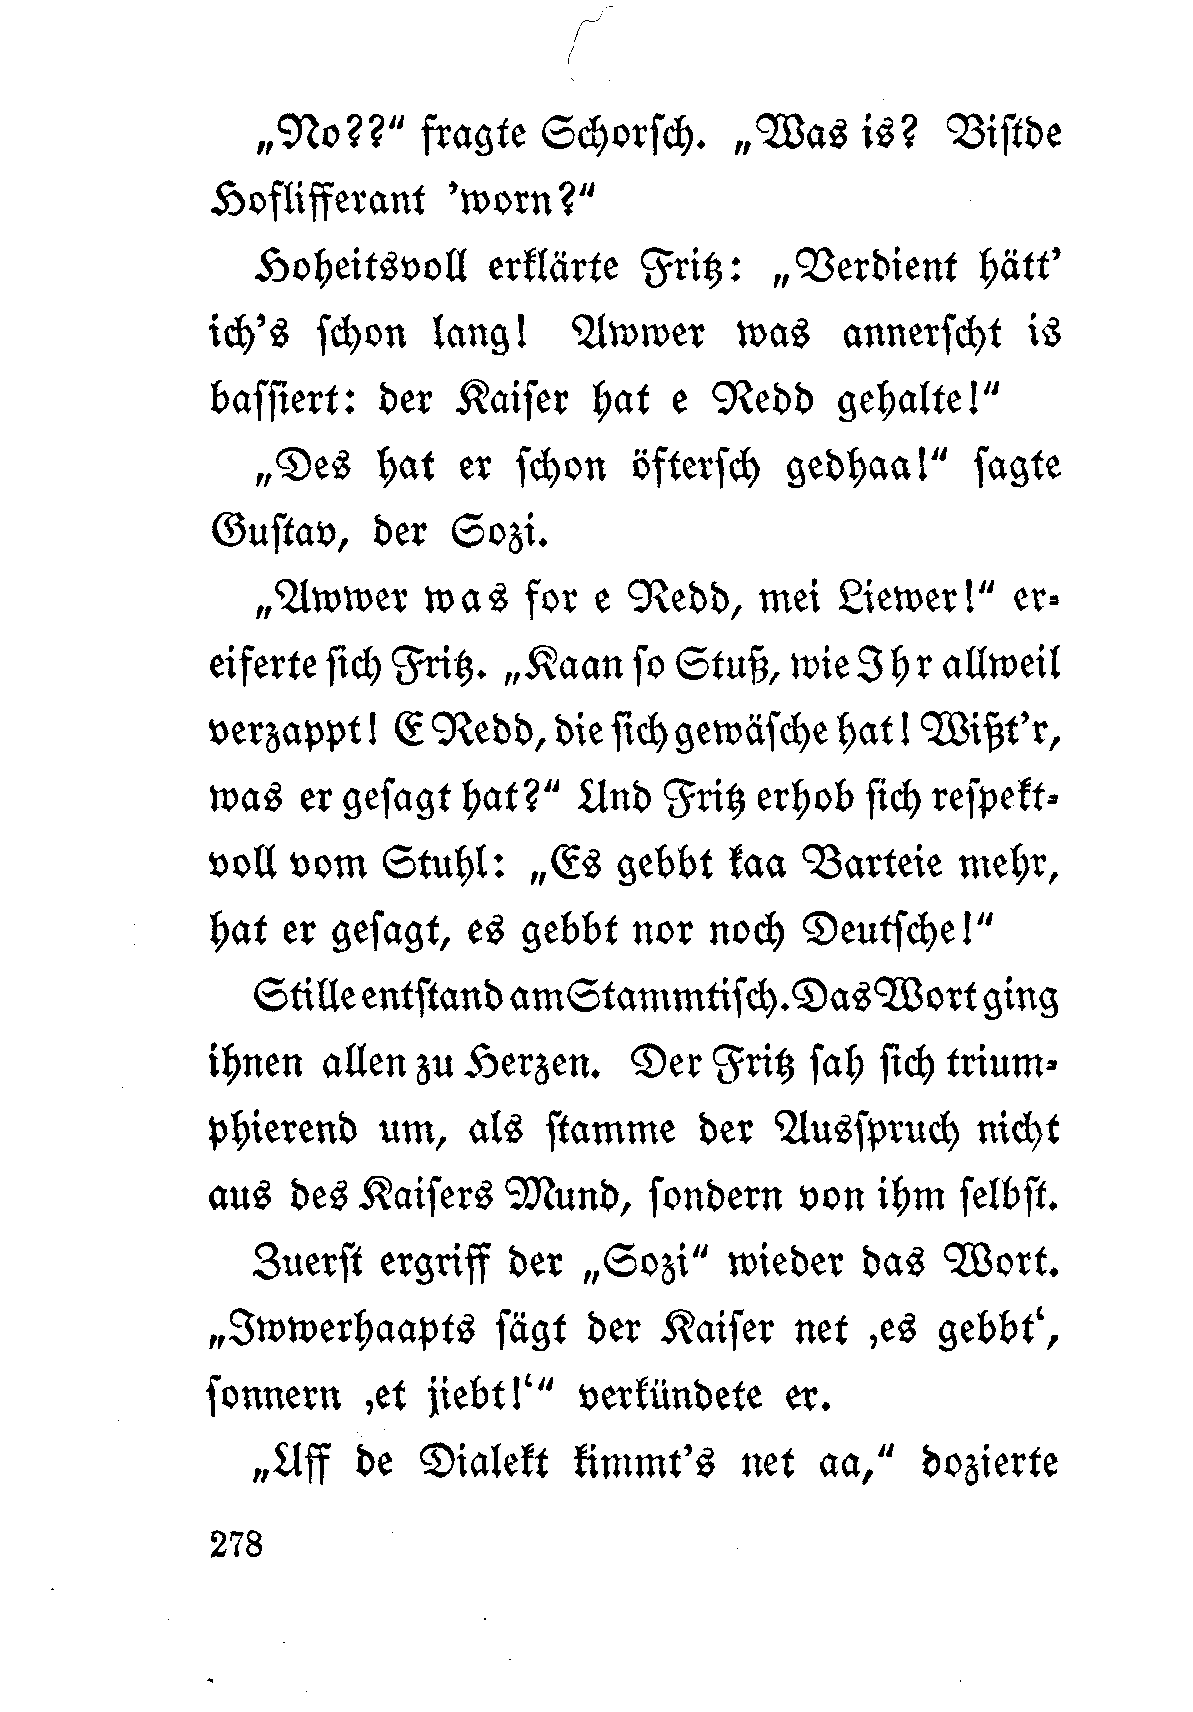 „No??“ fragte Schorsch. „Was is? Bistde
Hoflifferant ’worn?“
Hoheitsvoll erklärte Fritz: „Verdient hätt’
ich’s schon lang! Awwer was annerscht is
bassiert: der Kaiser hat e Redd gehalte!“
„Des hat er schon öftersch gedhaa!“ sagte
Gustav, der Sozi.
„Awwer was for e Redd, mei Liewer!“ er-
eiferte sich Fritz. „Kaan so Stuß, wie Ihr allweil
verzappt! E Redd, die sich gewäsche hat! Wißt’r,
was er gesagt hat?“ Und Fritz erhob sich respekt-
voll vom Stuhl: „Es gebbt kaa Barteie mehr,
hat er gesagt, es gebbt nor noch Deutsche!“
Stille entstand am Stammtisch. Das Wort ging
ihnen allen zu Herzen. Der Fritz sah sich trium-
phierend um, als stamme der Ausspruch nicht
aus des Kaisers Mund, sondern von ihm selbst.
Zuerst ergriff der „Sozi“ wieder das Wort.
„Iwwerhaapts sägt der Kaiser net ‚es gebbt‘,
sonnern ‚et jiebt!‘“ verkündete er.
„Uff de Dialekt kimmt’s net aa,“ dozierte
278